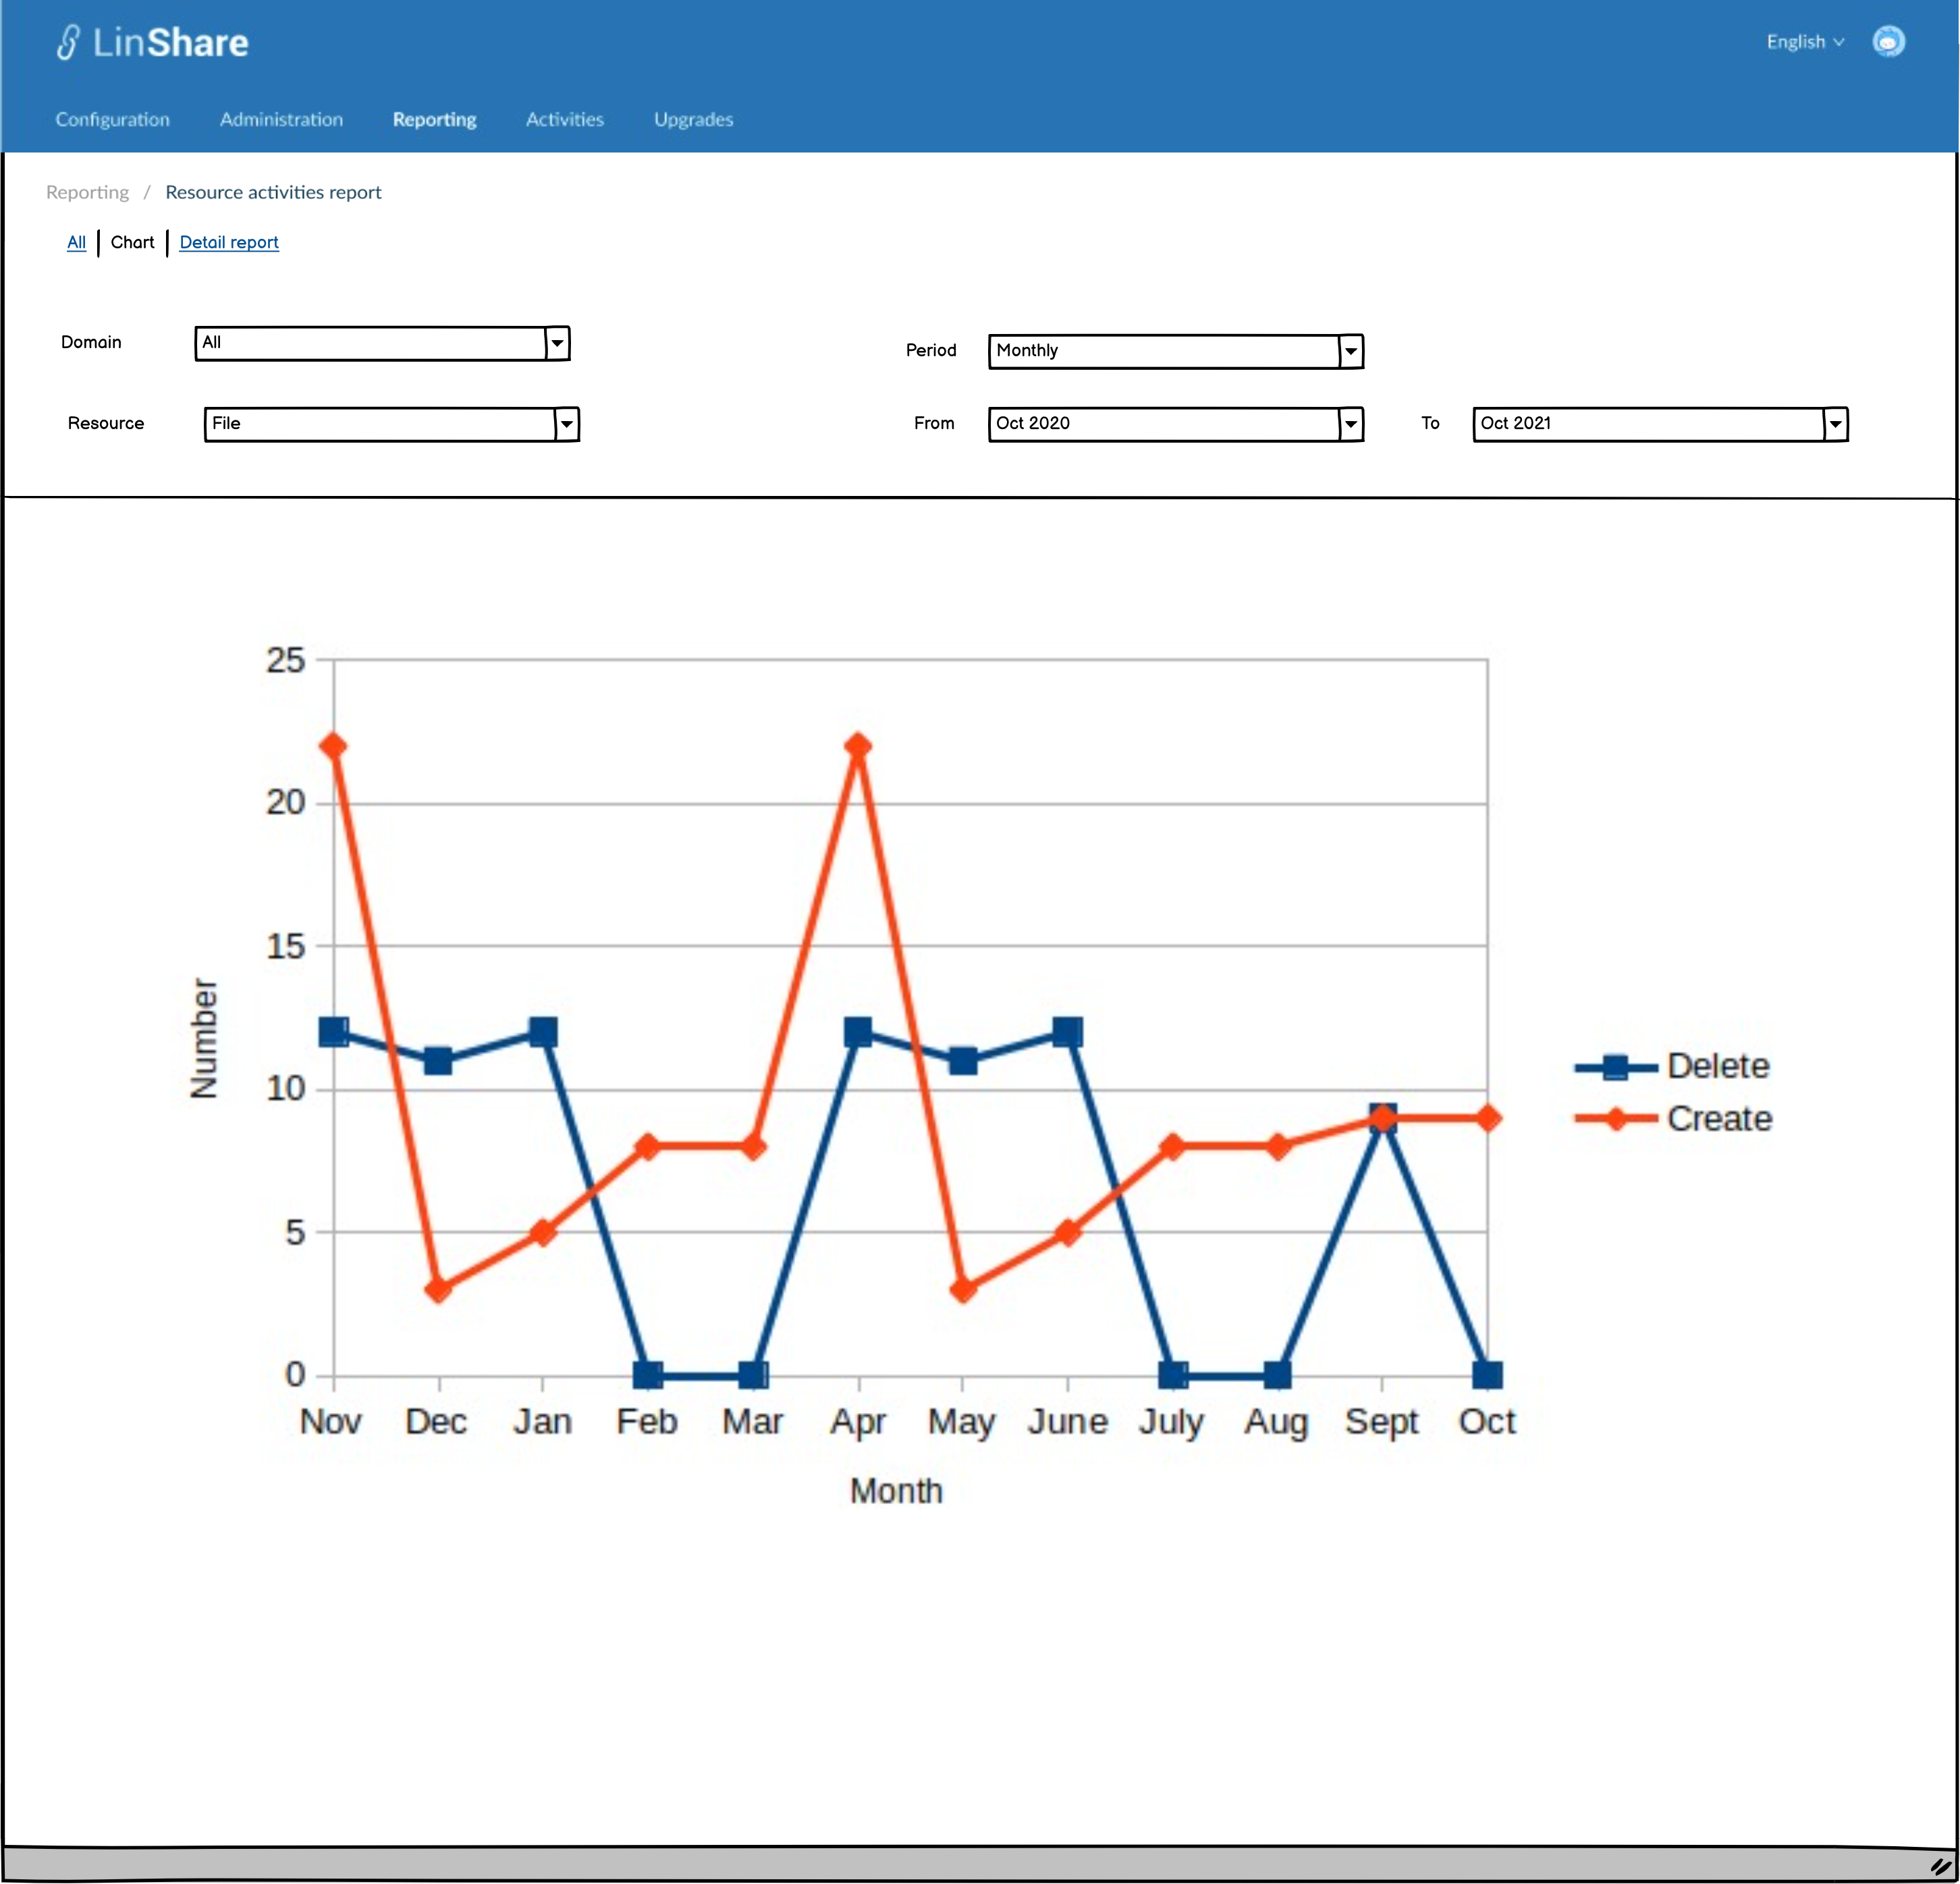 LinShare
English
Configuration Administration Reporting Activities Upgrades
Reporting / Resource activities report
All | Chart | Detail report
Domain All
Period Monthly
Resource File
From Oct 2020 To Oct 2021
25
20
15
10
5
0
Number
Nov Dec Jan Feb Mar Apr May June July Aug Sept Oct
Month
Delete
Create